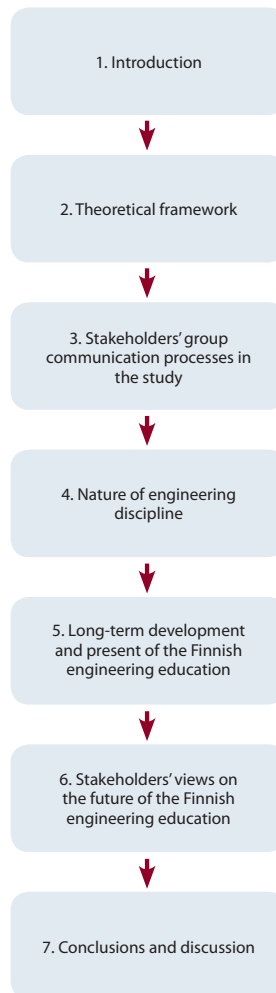 1. Introduction
2. Theoretical framework
3. Stakeholders' group
communication processes in
the study
4. Nature of engineering
discipline
5. Long-term development
and present of the Finnish
engineering education
6. Stakeholders' views on
the future of the Finnish
engineering education
7. Conclusions and discussion